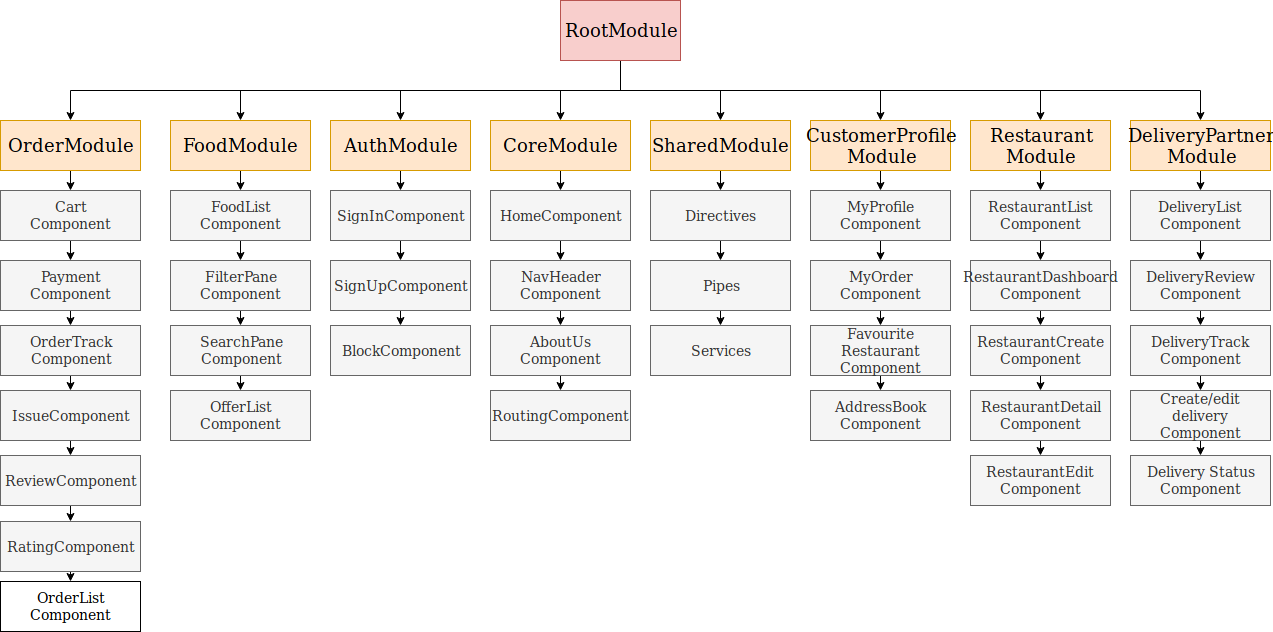 RootModule
OrderModule
FoodModule
AuthModule
CoreModule
SharedModule
CustomerProfile
Module
Restaurant
Module
DeliveryPartner
Module
Cart
Component
FoodList
Component
SignInComponent
HomeComponent
Directives
MyProfile
Component
RestaurantList
Component
DeliveryList
Component
Payment
Component
FilterPane
Component
SignUpComponent
NavHeader
Component
Pipes
MyOrder
Component
RestaurantDashboard
Component
DeliveryReview
Component
OrderTrack
Component
SearchPane
Component
BlockComponent
AboutUs
Component
Services
Favourite
Restaurant
Component
RestaurantCreate
Component
DeliveryTrack
Component
IssueComponent
OfferList
Component
RoutingComponent
AddressBook
Component
RestaurantDetail
Component
Create/edit
delivery
Component
ReviewComponent
RestaurantEdit
Component
Delivery Status
Component
RatingComponent
OrderList
Component